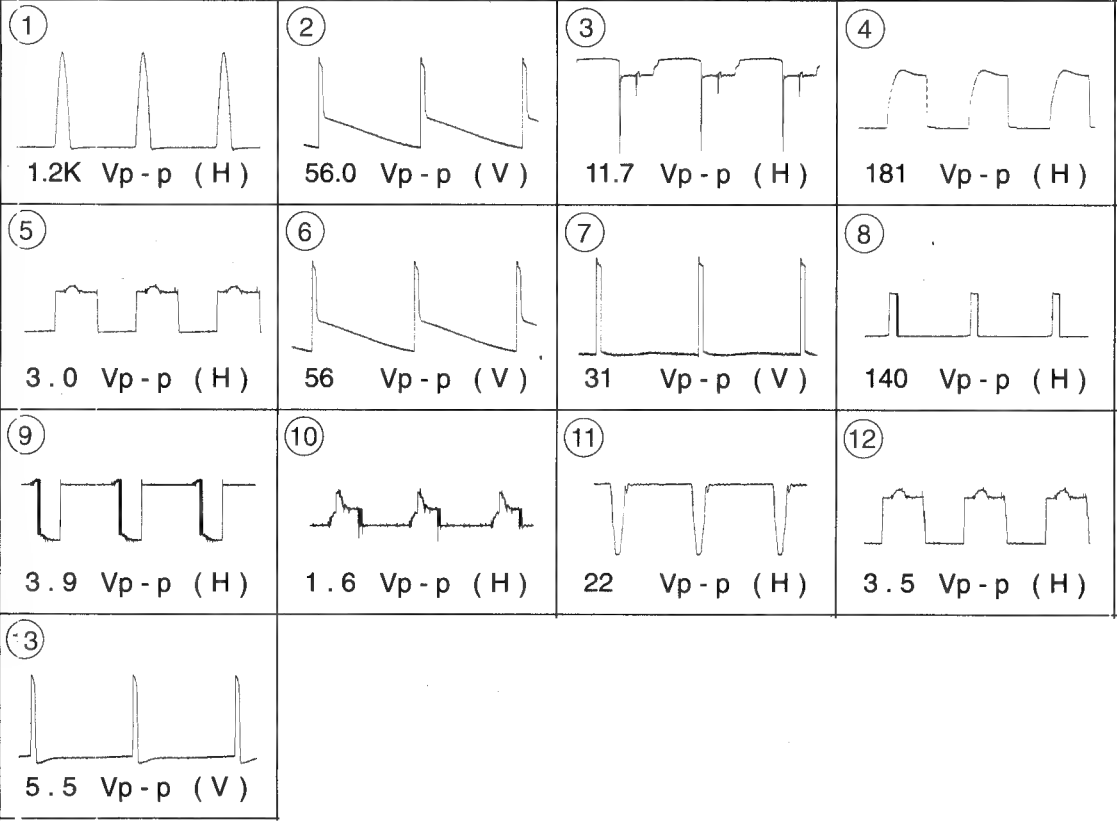 1
1.2K Vp - p ( H )
2
56.0 Vp - p ( V )
3
11.7 Vp - p ( H )
4
181 Vp - p ( H )
5
3.0 Vp - p ( H )
6
56 Vp - p ( V )
7
31 Vp - p ( V )
8
140 Vp - p ( H )
9
3.9 Vp - p ( H )
10
1.6 Vp - p ( H )
11
22 Vp - p ( H )
12
3.5 Vp - p ( H )
13
5.5 Vp - p ( V )